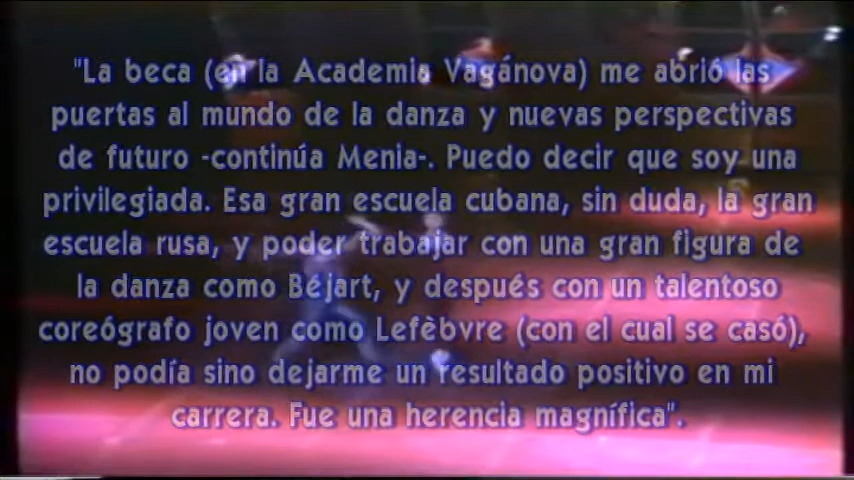 "La beca (en la Academia Vagánova) me abrió las
puertas al mundo de la danza y nuevas perspectivas
de futuro -continúa Menia-. Puedo decir que soy una
privilegiada. Esa gran escuela cubana, sin duda, la gran
escuela rusa, y poder trabajar con una gran figura de
la danza como Béjart, y después con un talentoso
coreógrafo joven como Lefèbvre (con el cual se casó),
no podía sino dejarme un resultado positivo en mi
carrera. Fue una herencia magnífica".